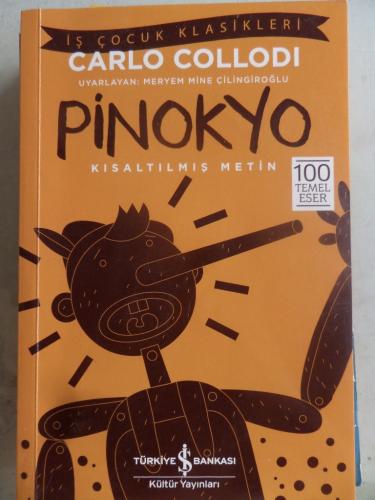 İŞ ÇOCUK KLASİKLERİ
CARLO COLLODI
UYARLAYAN: MERYEM MİNE ÇİLİNGİROĞLU
PİNOKYO
KISALTILMIŞ METİN
100
TEMEL
ESER
TÜRKİYE İŞ BANKASI
Kültür Yayınları